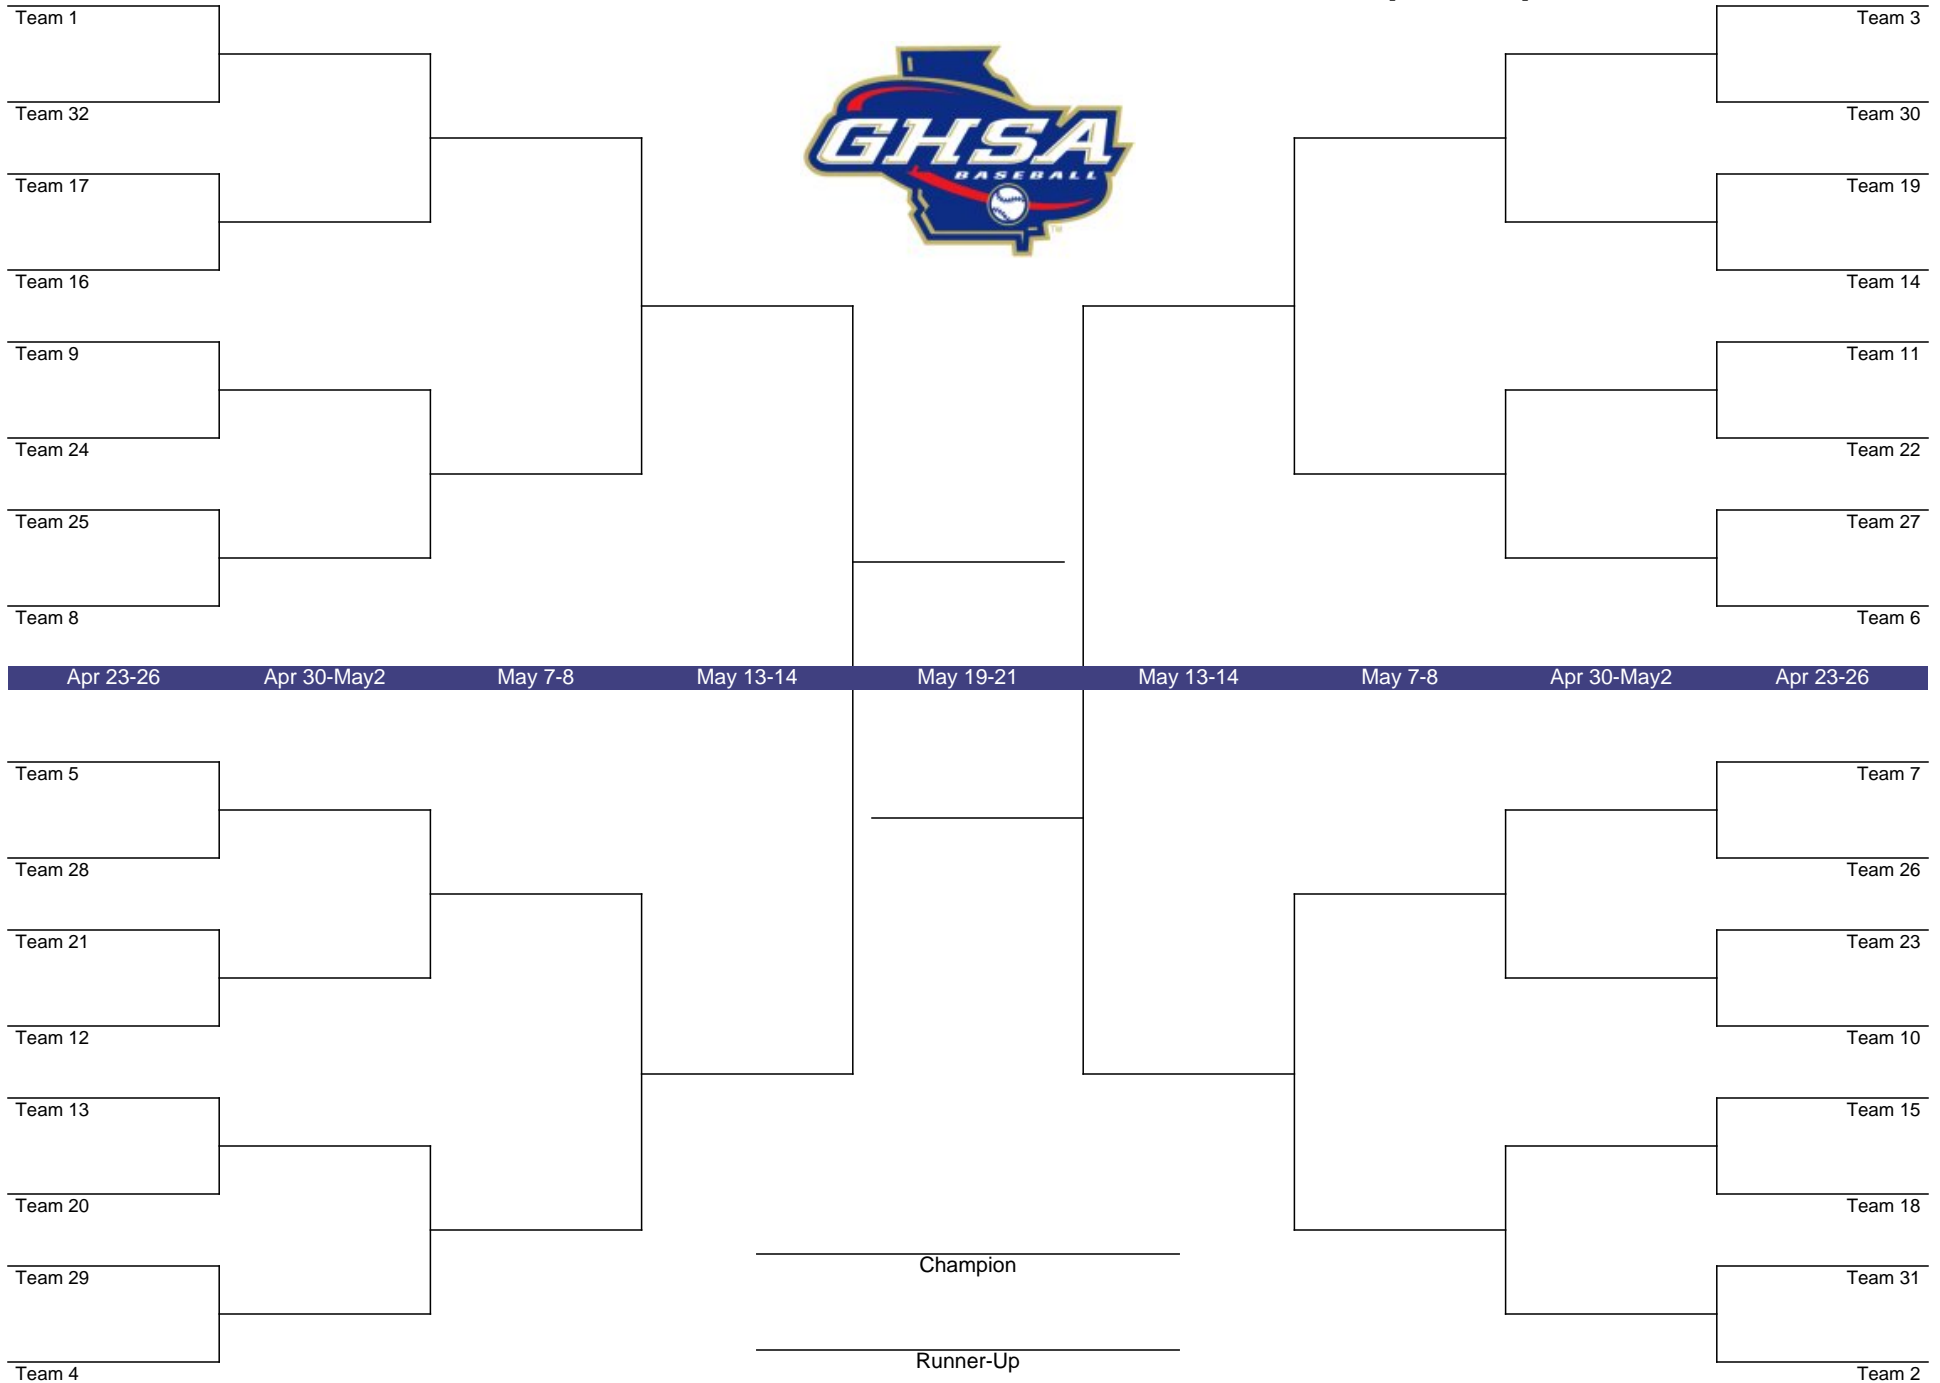 Team 1
Team 3
Team 32
Team 30
GHSA
BASEBALL
TM
Team 17
Team 19
Team 16
Team 14
Team 9
Team 11
Team 24
Team 22
Team 25
Team 27
Team 8
Team 6
Apr 23-26 Apr 30-May2 May 7-8 May 13-14 May 19-21 May 13-14 May 7-8 Apr 30-May2 Apr 23-26
Team 5
Team 7
Team 28
Team 26
Team 21
Team 23
Team 12
Team 10
Team 13
Team 15
Team 20
Team 18
Champion
Team 29
Team 31
Runner-Up
Team 4
Team 2